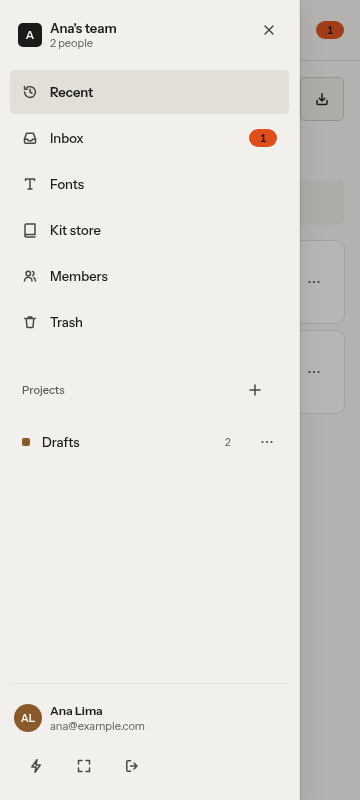 A
Ana's team
2 people
1
Recent
Inbox
1
Fonts
Kit store
Members
Trash
Projects
Drafts
2
AL
Ana Lima
ana@example.com